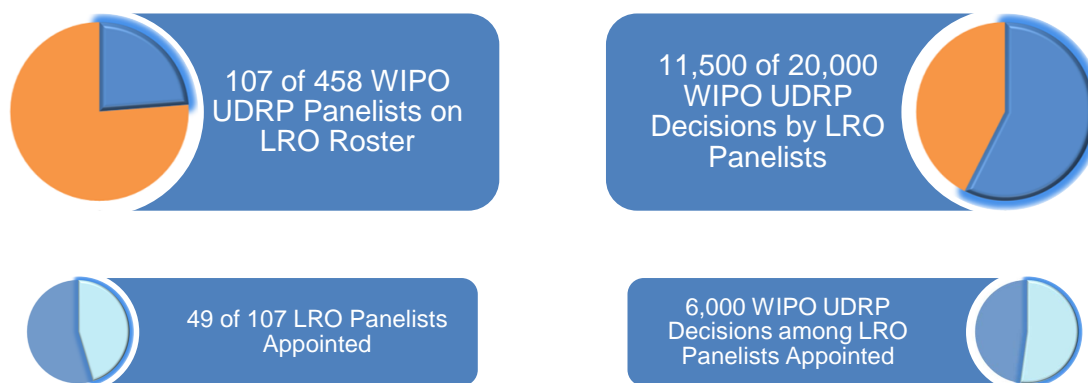 107 of 458 WIPO
UDRP Panelists on
LRO Roster
11,500 of 20,000
WIPO UDRP
Decisions by LRO
Panelists
49 of 107 LRO Panelists
Appointed
6,000 WIPO UDRP
Decisions among LRO
Panelists Appointed